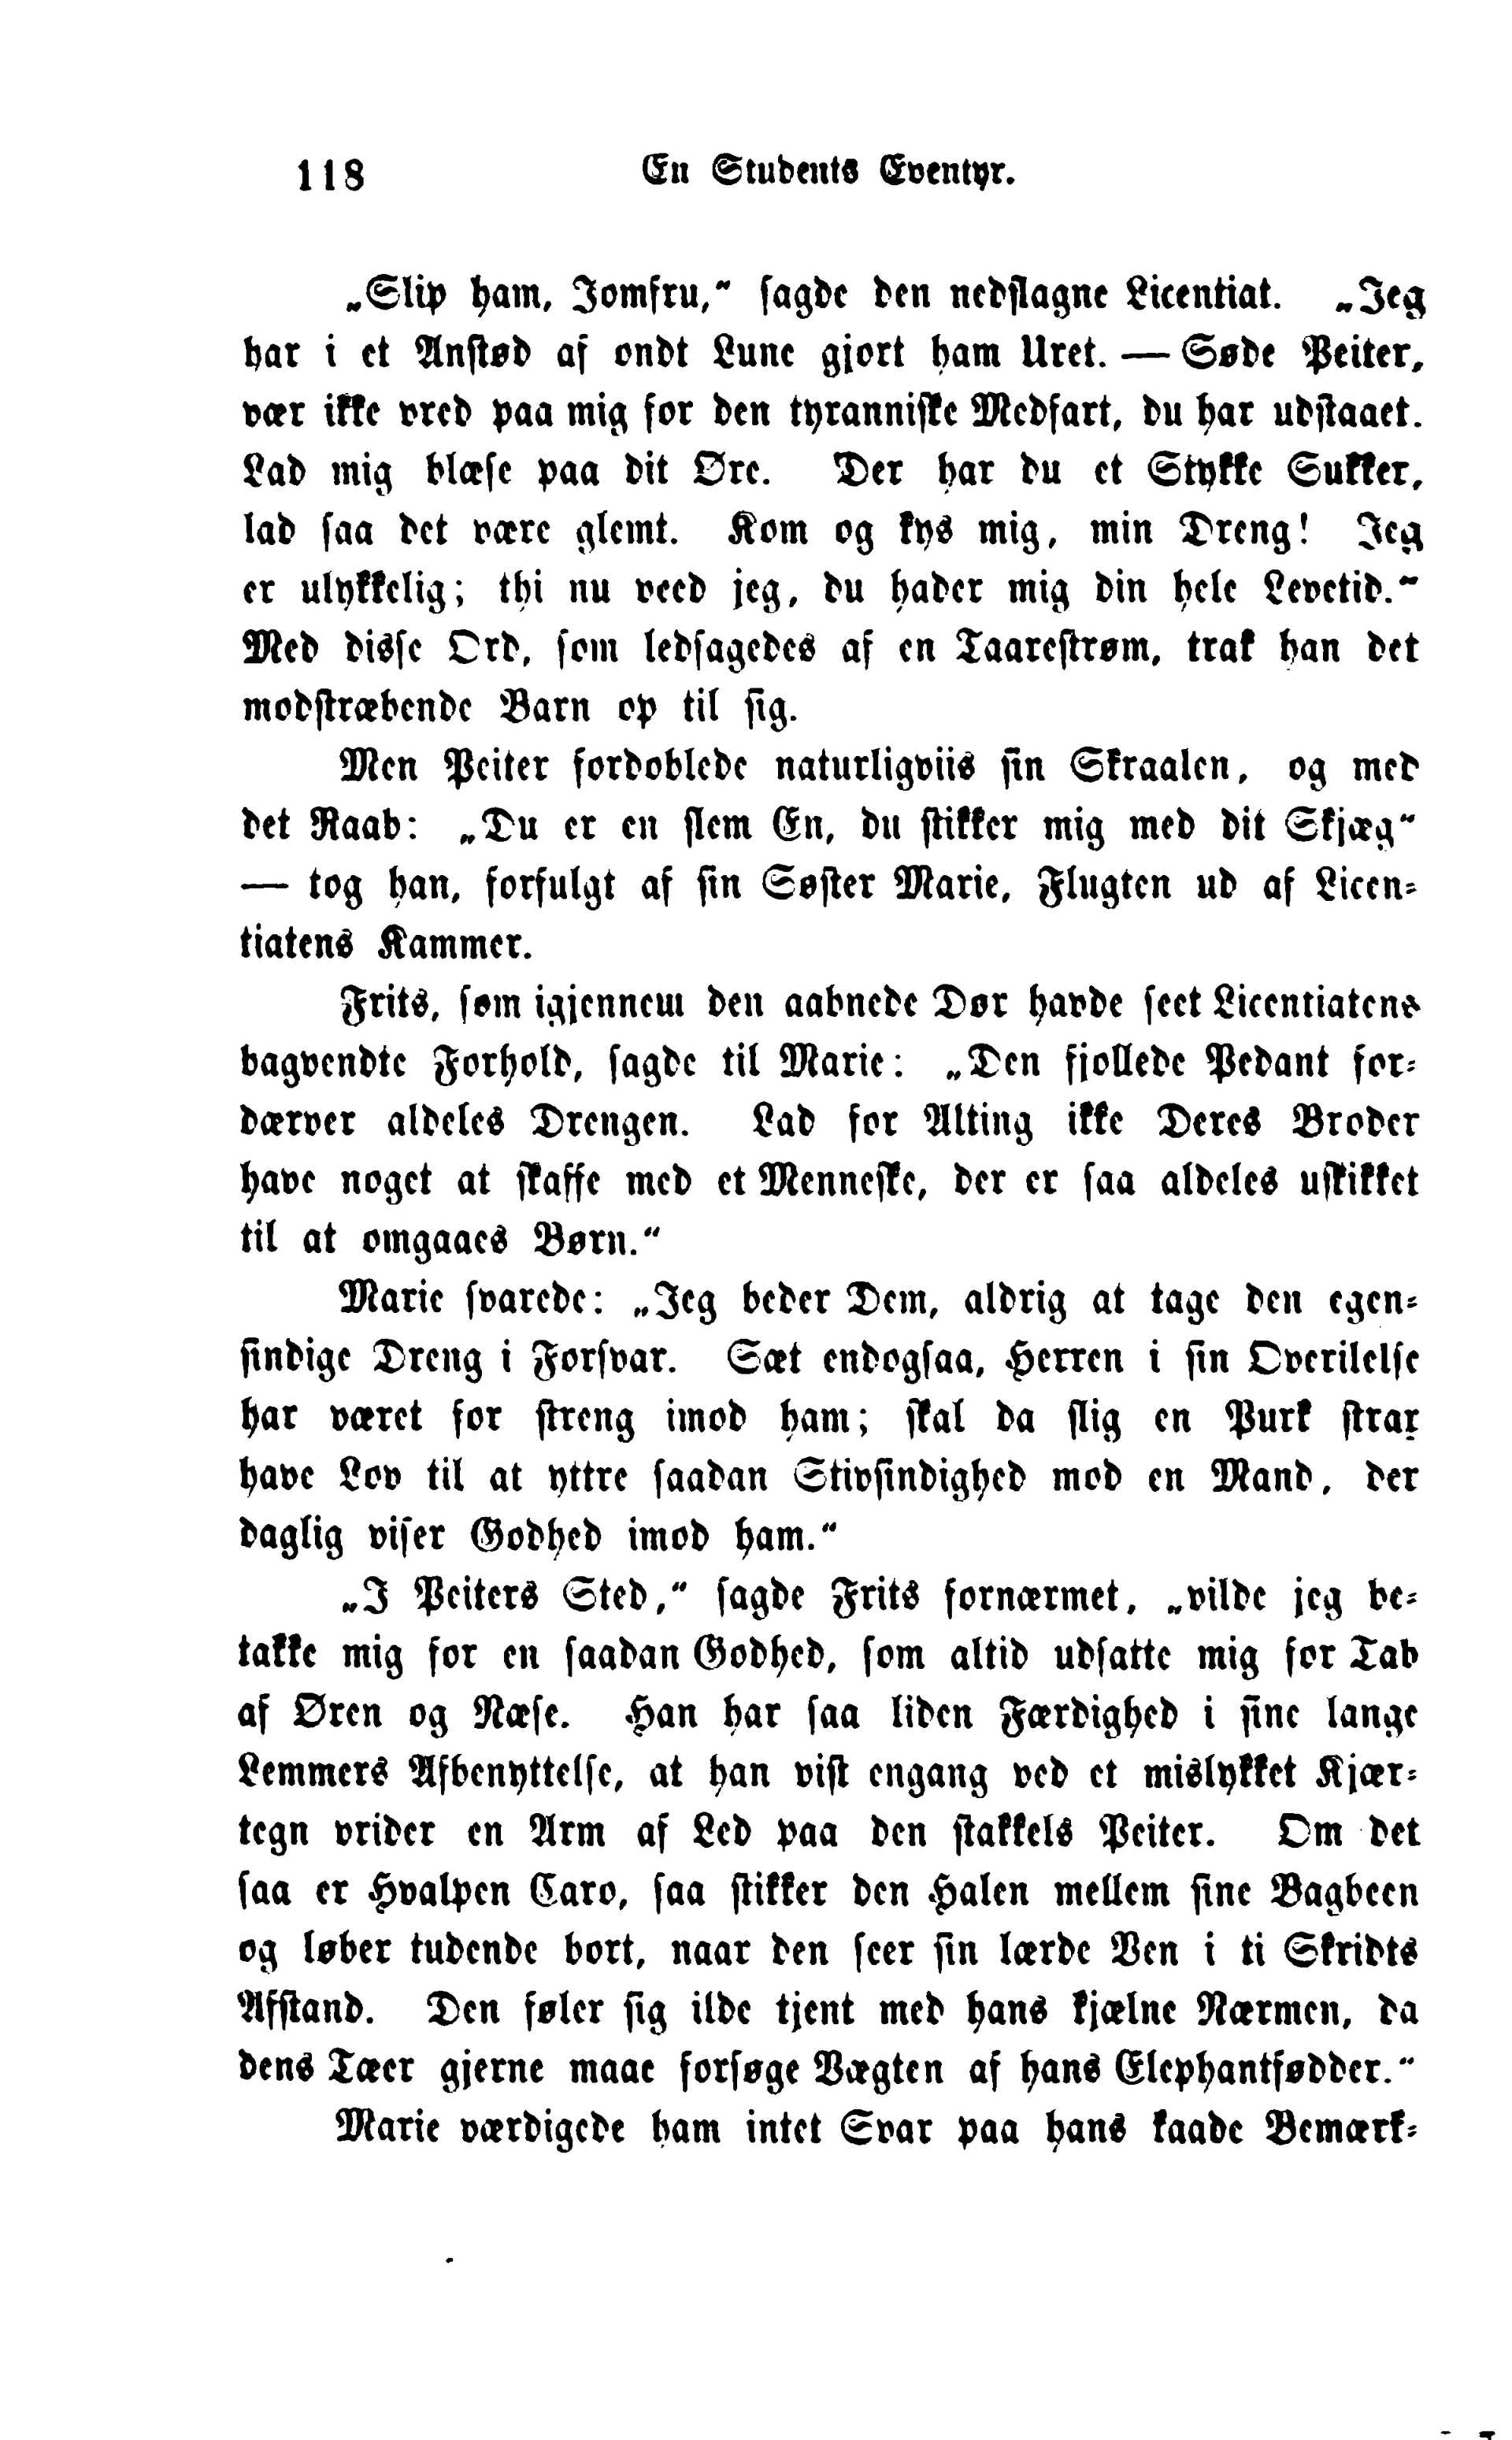 118 En Students Eventyr.
„Slip ham, Jomfru,“ sagde den nedslagne Licentiat. „Jeg
har i et Anstød af ondt Lune gjort ham Uret. — Søde Peiter,
vær ikke vred paa mig for den tyranniske Medfart, du har udstaaet.
Lad mig blæse paa dit Øre. Der har du et Stykke Sukker,
lad saa det være glemt. Kom og kys mig, min Dreng! Jeg
er ulykkelig; thi nu veed jeg, du hader mig din hele Levetid.“
Med disse Ord, som ledsagedes af en Taarestrøm, trak han det
modstræbende Barn op til sig.
Men Peiter fordoblede naturligviis sin Skraalen, og med
det Raab: „Du er en slem En, du stikker mig med dit Skjæg“
— tog han, forfulgt af sin Søster Marie, Flugten ud af Licen-
tiatens Kammer.
Frits, søm igjennem den aabnede Dør havde seet Licentiatens
bagvendte Forhold, sagde til Marie: „Den fjollede Pedant for-
dærver aldeles Drengen. Lad for Alting ikke Deres Broder
have noget at skaffe med et Menneske, der er saa aldeles uskikket
til at omgaaes Børn.“
Marie svarede: „Jeg beder Dem, aldrig at tage den egen-
sindige Dreng i Forsvar. Sæt endogsaa, Herren i sin Overilelse
har været for streng imod ham; skal da slig en Purk strax
have Lov til at yttre saadan Stivsindighed mod en Mand, der
daglig viser Godhed imod ham.“
„I Peiters Sted,“ sagde Frits fornærmet, „vilde jeg be-
takke mig for en saadan Godhed, som altid udsatte mig for Tab
af Øren og Næse. Han har saa liden Færdighed i sine lange
Lemmers Afbenyttelse, at han vist engang ved et mislykket Kjær-
tegn vrider en Arm af Led paa den stakkels Peiter. Om det
saa er Hvalpen Caro, saa stikker den Halen mellem sine Bagbeen
og løber tudende bort, naar den seer sin lærde Ven i ti Skridts
Afstand. Den føler sig ilde tjent med hans kjælne Nærmen, da
dens Tæer gjerne maae forsøge Vægten af hans Elephantfødder.“
Marie værdigede ham intet Svar paa hans kaade Bemærk-